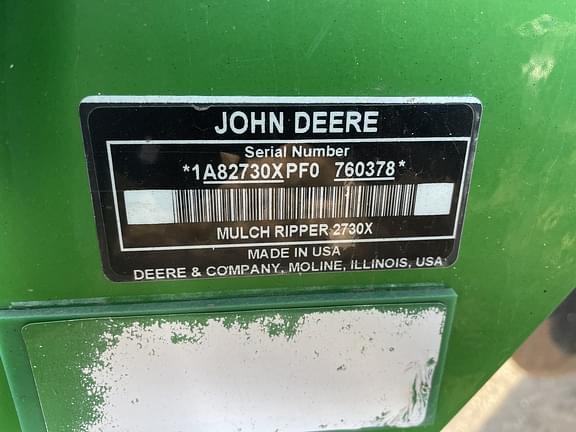 JOHN DEERE
Serial Number
*1A82730XPF0 760378*
MULCH RIPPER 2730X
MADE IN USA
DEERE & COMPANY, MOLINE, ILLINOIS, USA